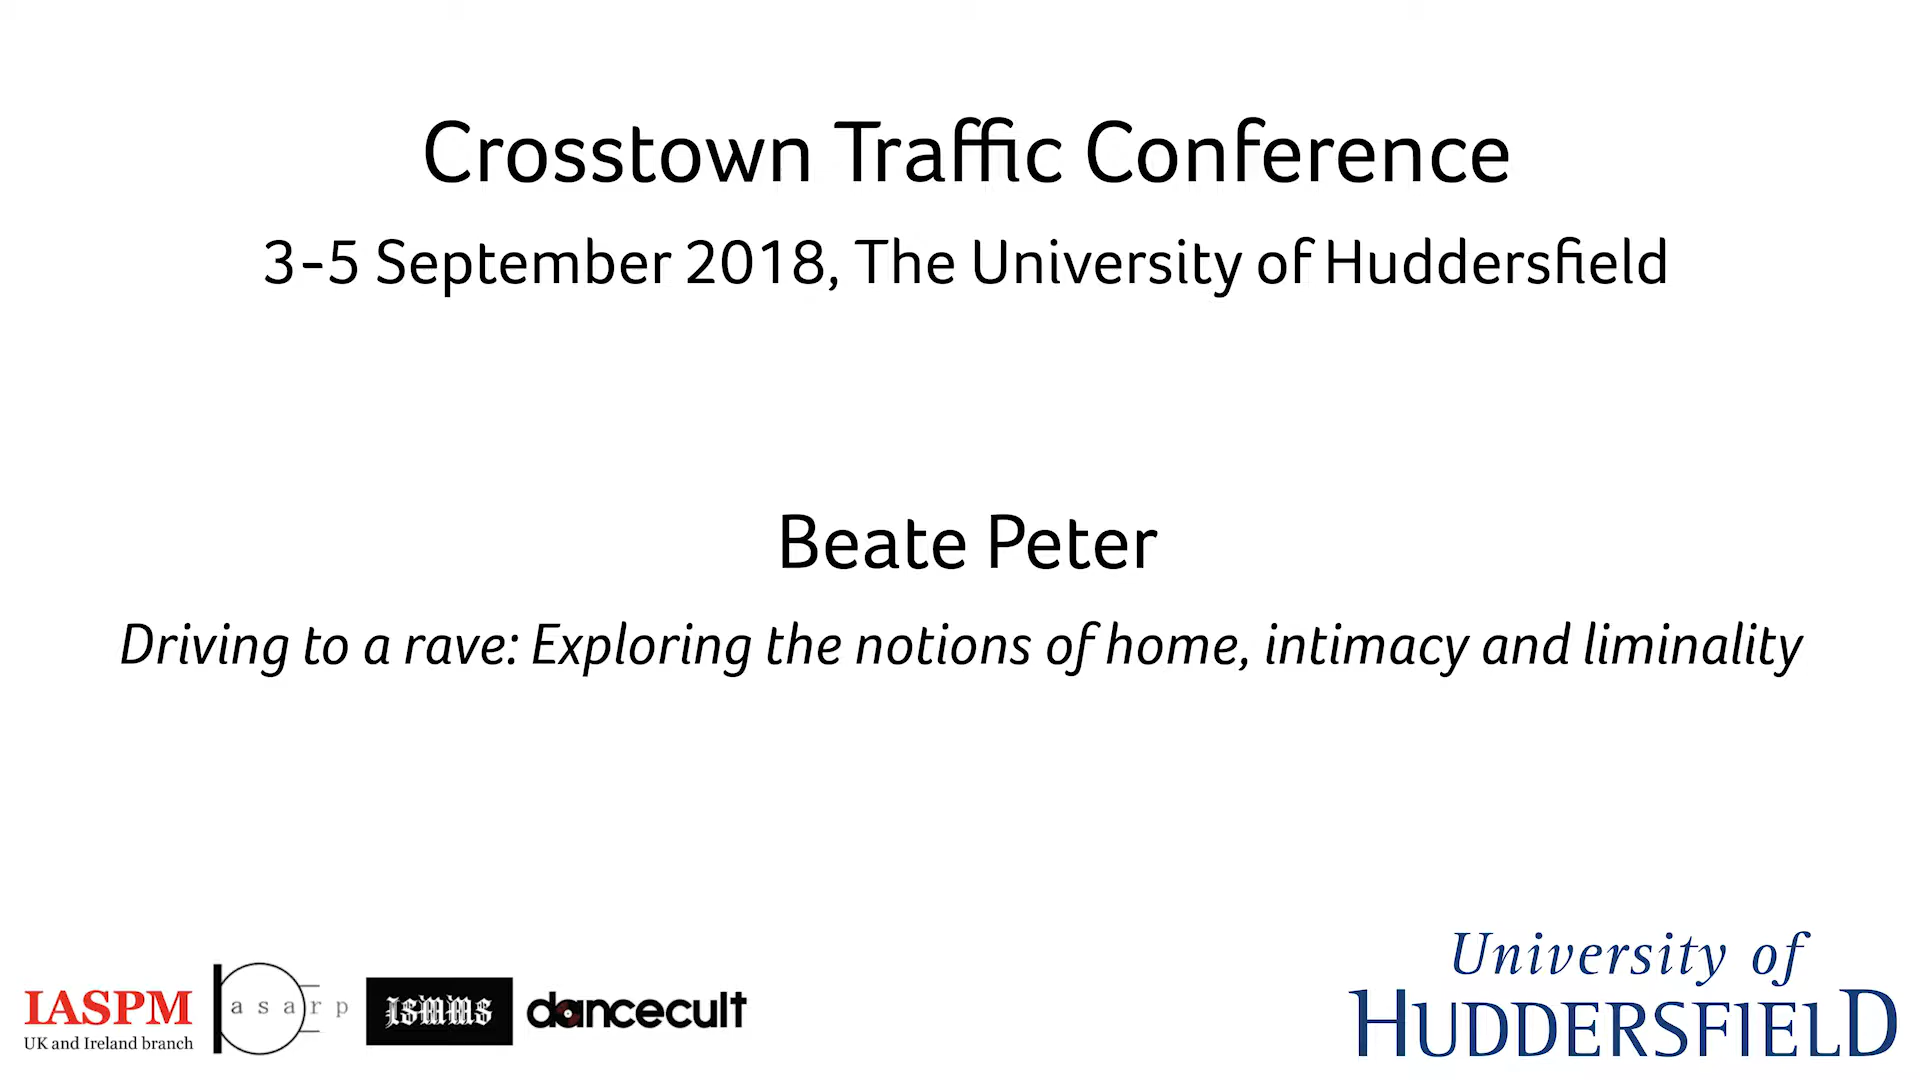 Crosstown Traffic Conference
3-5 September 2018, The University of Huddersfield
Beate Peter
Driving to a rave: Exploring the notions of home, intimacy and liminality
IASPM
UK and Ireland branch
asarp
ISMMS
dancecult
University of
HUDDERSFIELD